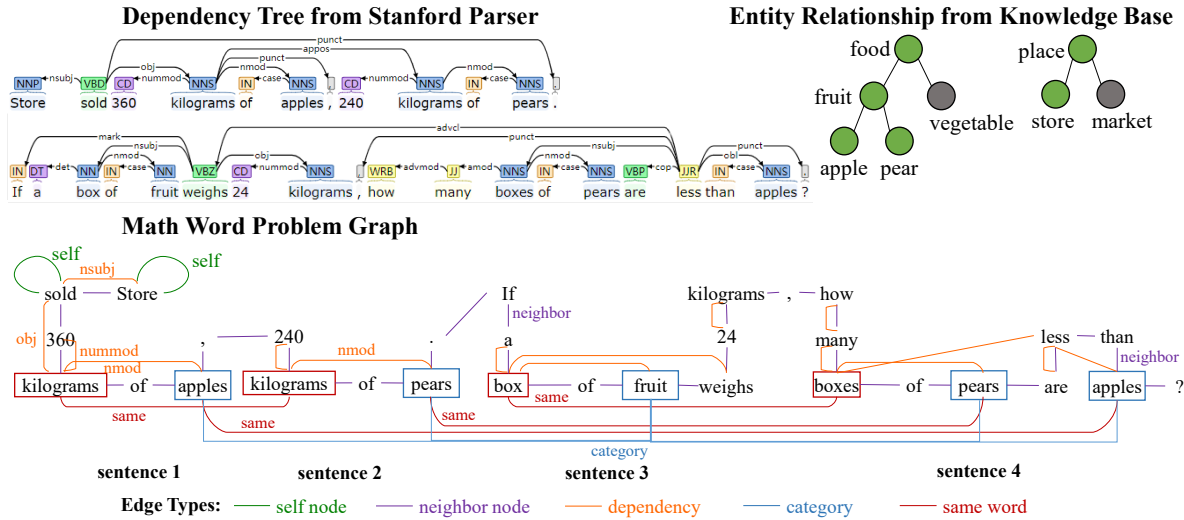 Dependency Tree from Stanford Parser
Entity Relationship from Knowledge Base
punct
appos
punct
obj nmod nmod
nsubj nummod case nummod case
NNP VBD CD NNS IN NNS , CD NNS IN NNS .
Store sold 360 kilograms of apples , 240 kilograms of pears .
mark advcl
nsubj punct
nmod obj nsubj punct
det case nummod advmod amod case cop obl case
IN DT NN IN NN VBZ CD NNS , WRB JJ NNS IN NNS VBP JJR IN NNS .
If a box of fruit weighs 24 kilograms , how many boxes of pears are less than apples ?
food
fruit
vegetable
apple pear
place
store market
Math Word Problem Graph
self
nsubj
self
sold Store If kilograms , how
neighbor
obj 360 , 240 . a 24 many less than
nummod
nmod
nmod
neighbor
kilograms of apples kilograms of pears box of fruit weighs boxes of pears are apples ?
same same same same
category
sentence 1 sentence 2 sentence 3 sentence 4
Edge Types: self node neighbor node dependency category same word